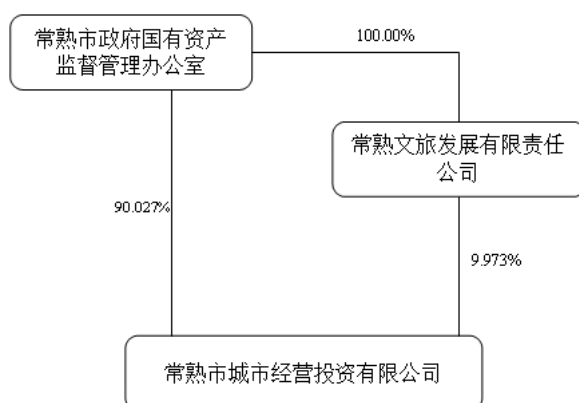 常熟市政府国有资产
监督管理办公室
100.00%
常熟文旅发展有限责任
公司
90.027%
9.973%
常熟市城市经营投资有限公司